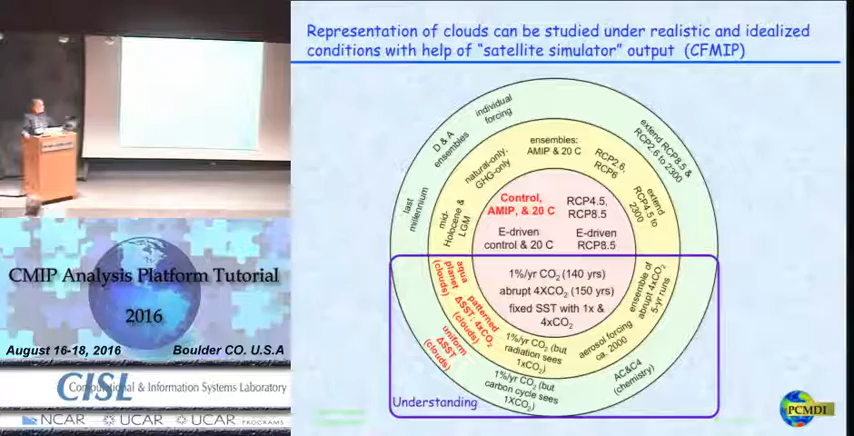 Representation of clouds can be studied under realistic and idealized
conditions with help of "satellite simulator" output (CFMIP)
individual
forcing
D & A
ensembles
last
millennium
extend RCP8.5 &
RCP2.6 to 2300
ensembles:
AMIP & 20 C
natural-only,
GHG-only
RCP2.6,
RCP6
mid-
Holocene &
LGM
extend
RCP4.5 to
2300
Control,
AMIP, & 20 C
RCP4.5,
RCP8.5
E-driven
control & 20 C
E-driven
RCP8.5
1%/yr CO₂ (140 yrs)
abrupt 4XCO₂ (150 yrs)
fixed SST with 1x &
4xCO₂
aqua
planet
(clouds)
patterned
ΔSST; 4xCO₂
(clouds)
uniform
ΔSST
(clouds)
1%/yr CO₂ (but
radiation sees
1xCO₂)
aerosol forcing
ca. 2000
ensemble of
abrupt 4xCO₂
5-yr runs
1%/yr CO₂ (but
carbon cycle sees
1XCO₂)
AC&C4
(chemistry)
Understanding
PCMDI
CMIP Analysis Platform Tutorial
2016
August 16-18, 2016 Boulder CO. U.S.A
CISL
Computational & Information Systems Laboratory
NCAR UCAR UCAR PROGRAMS